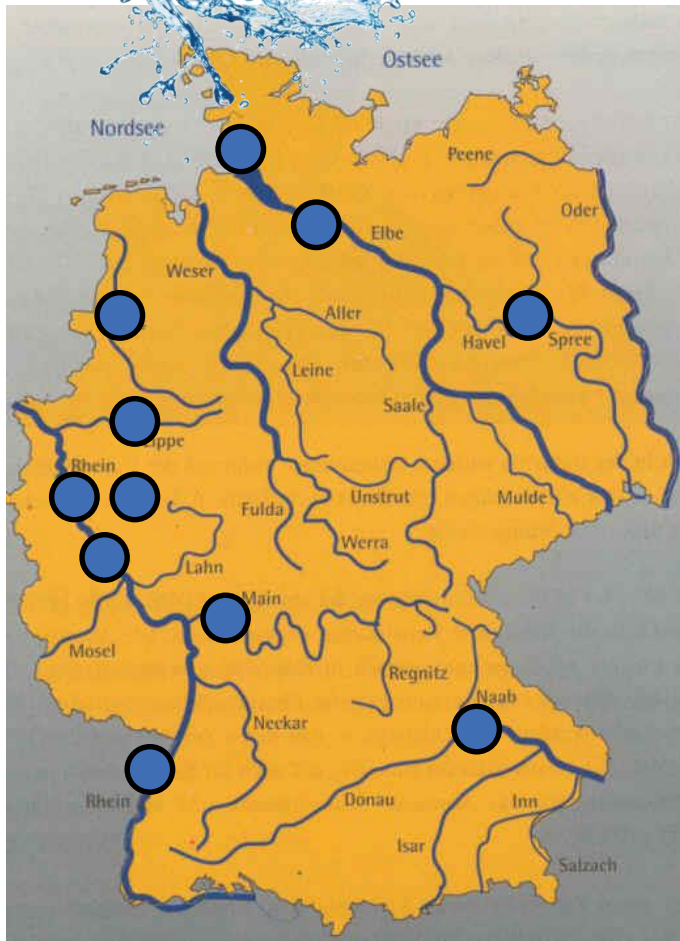 Ostsee
Nordsee
Peene
Oder
Elbe
Weser
Aller
Havel
Spree
Leine
Saale
Lippe
Rhein
Unstrut
Mulde
Fulda
Werra
Lahn
Main
Mosel
Regnitz
Naab
Neckar
Rhein
Donau
Inn
Isar
Salzach